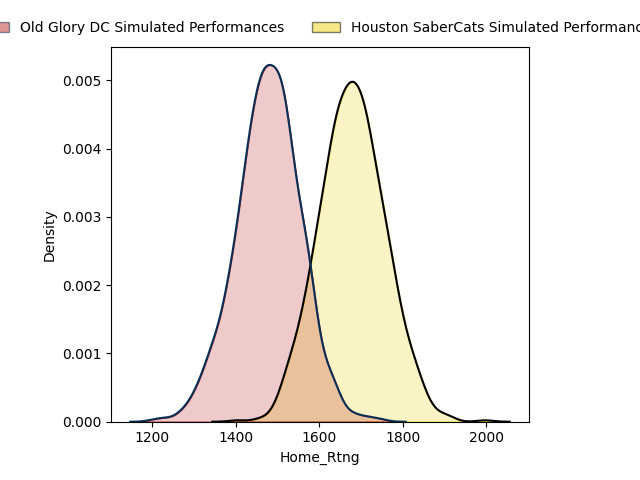 Old Glory DC Simulated Performances
Houston SaberCats Simulated
0.005
0.004
0.003
0.002
0.001
0.000
Density
1200 1400 1600 1800 2000
Home_Rtng